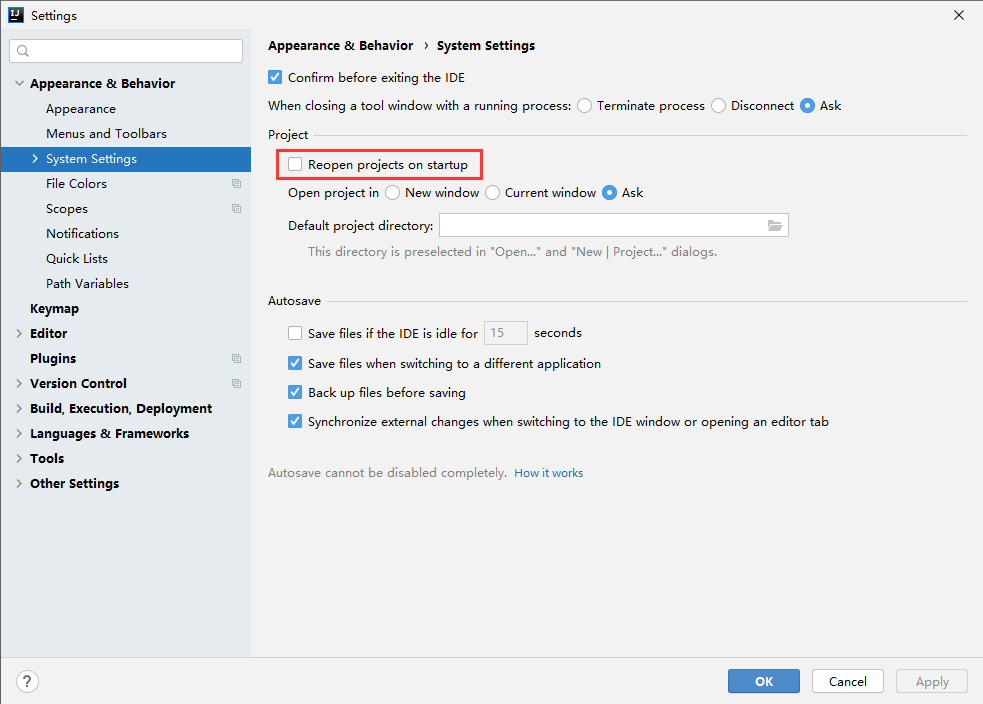 Settings
Appearance & Behavior
Appearance
Menus and Toolbars
System Settings
File Colors
Scopes
Notifications
Quick Lists
Path Variables
Keymap
Editor
Plugins
Version Control
Build, Execution, Deployment
Languages & Frameworks
Tools
Other Settings
Appearance & Behavior › System Settings
Confirm before exiting the IDE
When closing a tool window with a running process: Terminate process Disconnect Ask
Project
Reopen projects on startup
Open project in New window Current window Ask
Default project directory:
This directory is preselected in "Open..." and "New | Project..." dialogs.
Autosave
Save files if the IDE is idle for 15 seconds
Save files when switching to a different application
Back up files before saving
Synchronize external changes when switching to the IDE window or opening an editor tab
Autosave cannot be disabled completely. How it works
? OK Cancel Apply